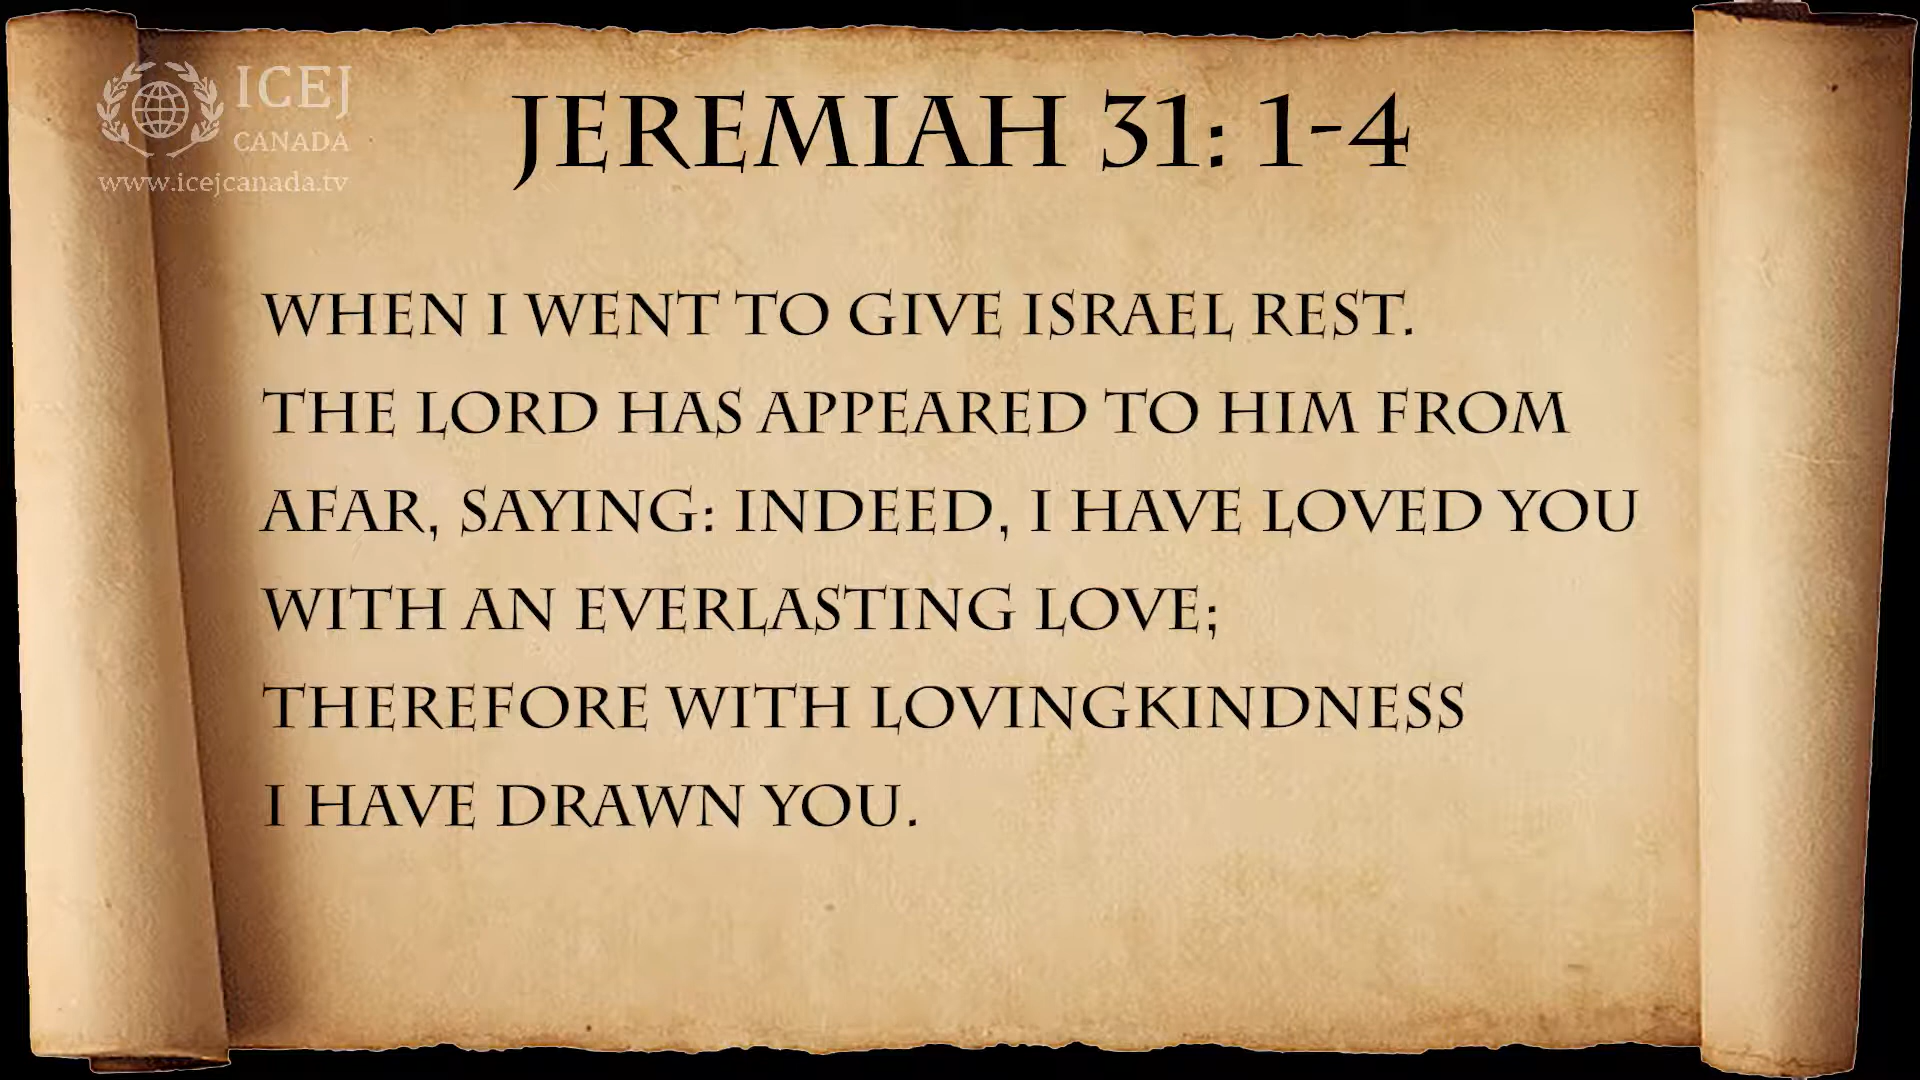 ICEJ
CANADA
www.icejcanada.tv
JEREMIAH 31: 1-4
WHEN I WENT TO GIVE ISRAEL REST.
THE LORD HAS APPEARED TO HIM FROM
AFAR, SAYING: INDEED, I HAVE LOVED YOU
WITH AN EVERLASTING LOVE;
THEREFORE WITH LOVINGKINDNESS
I HAVE DRAWN YOU.